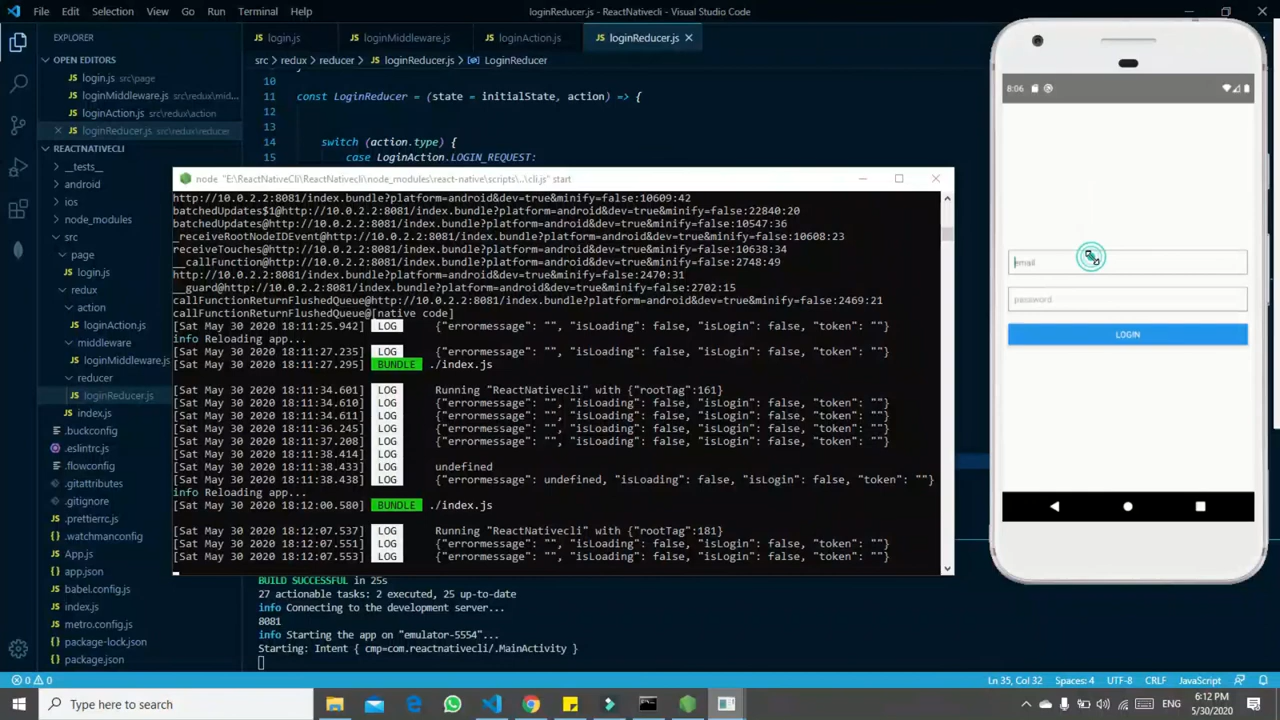 File Edit Selection View Go Run Terminal Help
loginReducer.js - ReactNativecli - Visual Studio Code
EXPLORER
OPEN EDITORS
login.js src\page
loginMiddleware.js src\redux\mid...
loginAction.js src\redux\action
loginReducer.js src\redux\reducer
REACTNATIVECLI
__tests__
android
ios
node_modules
src
page
login.js
redux
action
loginAction.js
middleware
loginMiddleware.js
reducer
loginReducer.js
index.js
.buckconfig
.eslintrc.js
.flowconfig
.gitattributes
.gitignore
.prettierrc.js
.watchmanconfig
App.js
app.json
babel.config.js
index.js
metro.config.js
package-lock.json
package.json
login.js loginMiddleware.js loginAction.js loginReducer.js
src > redux > reducer > loginReducer.js > LoginReducer
10
11 const LoginReducer = (state = initialState, action) => {
12
13
14 switch (action.type) {
15 case LoginAction.LOGIN_REQUEST:
node "E:\ReactNativeCli\ReactNativecli\node_modules\react-native\scripts\...\cli.js" start
http://10.0.2.2:8081/index.bundle?platform=android&dev=true&minify=false:10609:42
batchedUpdates$1@http://10.0.2.2:8081/index.bundle?platform=android&dev=true&minify=false:22840:20
batchedUpdates@http://10.0.2.2:8081/index.bundle?platform=android&dev=true&minify=false:10547:36
_receiveRootNodeIDEvent@http://10.0.2.2:8081/index.bundle?platform=android&dev=true&minify=false:10608:23
receiveTouches@http://10.0.2.2:8081/index.bundle?platform=android&dev=true&minify=false:10638:34
__callFunction@http://10.0.2.2:8081/index.bundle?platform=android&dev=true&minify=false:2748:49
http://10.0.2.2:8081/index.bundle?platform=android&dev=true&minify=false:2470:31
__guard@http://10.0.2.2:8081/index.bundle?platform=android&dev=true&minify=false:2702:15
callFunctionReturnFlushedQueue@http://10.0.2.2:8081/index.bundle?platform=android&dev=true&minify=false:2469:21
callFunctionReturnFlushedQueue@[native code]
[Sat May 30 2020 18:11:25.942] LOG {"errormessage": "", "isLoading": false, "isLogin": false, "token": ""}
info Reloading app...
[Sat May 30 2020 18:11:27.235] LOG {"errormessage": "", "isLoading": false, "isLogin": false, "token": ""}
[Sat May 30 2020 18:11:27.295] BUNDLE ./index.js
[Sat May 30 2020 18:11:34.601] LOG Running "ReactNativecli" with {"rootTag":161}
[Sat May 30 2020 18:11:34.610] LOG {"errormessage": "", "isLoading": false, "isLogin": false, "token": ""}
[Sat May 30 2020 18:11:34.611] LOG {"errormessage": "", "isLoading": false, "isLogin": false, "token": ""}
[Sat May 30 2020 18:11:36.245] LOG {"errormessage": "", "isLoading": false, "isLogin": false, "token": ""}
[Sat May 30 2020 18:11:37.208] LOG {"errormessage": "", "isLoading": false, "isLogin": false, "token": ""}
[Sat May 30 2020 18:11:38.414] LOG
[Sat May 30 2020 18:11:38.433] LOG undefined
[Sat May 30 2020 18:11:38.438] LOG {"errormessage": undefined, "isLoading": false, "isLogin": false, "token": ""}
info Reloading app...
[Sat May 30 2020 18:12:00.580] BUNDLE ./index.js
[Sat May 30 2020 18:12:07.537] LOG Running "ReactNativecli" with {"rootTag":181}
[Sat May 30 2020 18:12:07.551] LOG {"errormessage": "", "isLoading": false, "isLogin": false, "token": ""}
[Sat May 30 2020 18:12:07.553] LOG {"errormessage": "", "isLoading": false, "isLogin": false, "token": ""}
BUILD SUCCESSFUL in 25s
27 actionable tasks: 2 executed, 25 up-to-date
info Connecting to the development server...
8081
info Starting the app on "emulator-5554"...
Starting: Intent { cmp=com.reactnativecli/.MainActivity }
8:06
email
password
LOGIN
0 0
Ln 35, Col 32 Spaces: 4 UTF-8 CRLF JavaScript
Type here to search
ENG
6:12 PM
5/30/2020